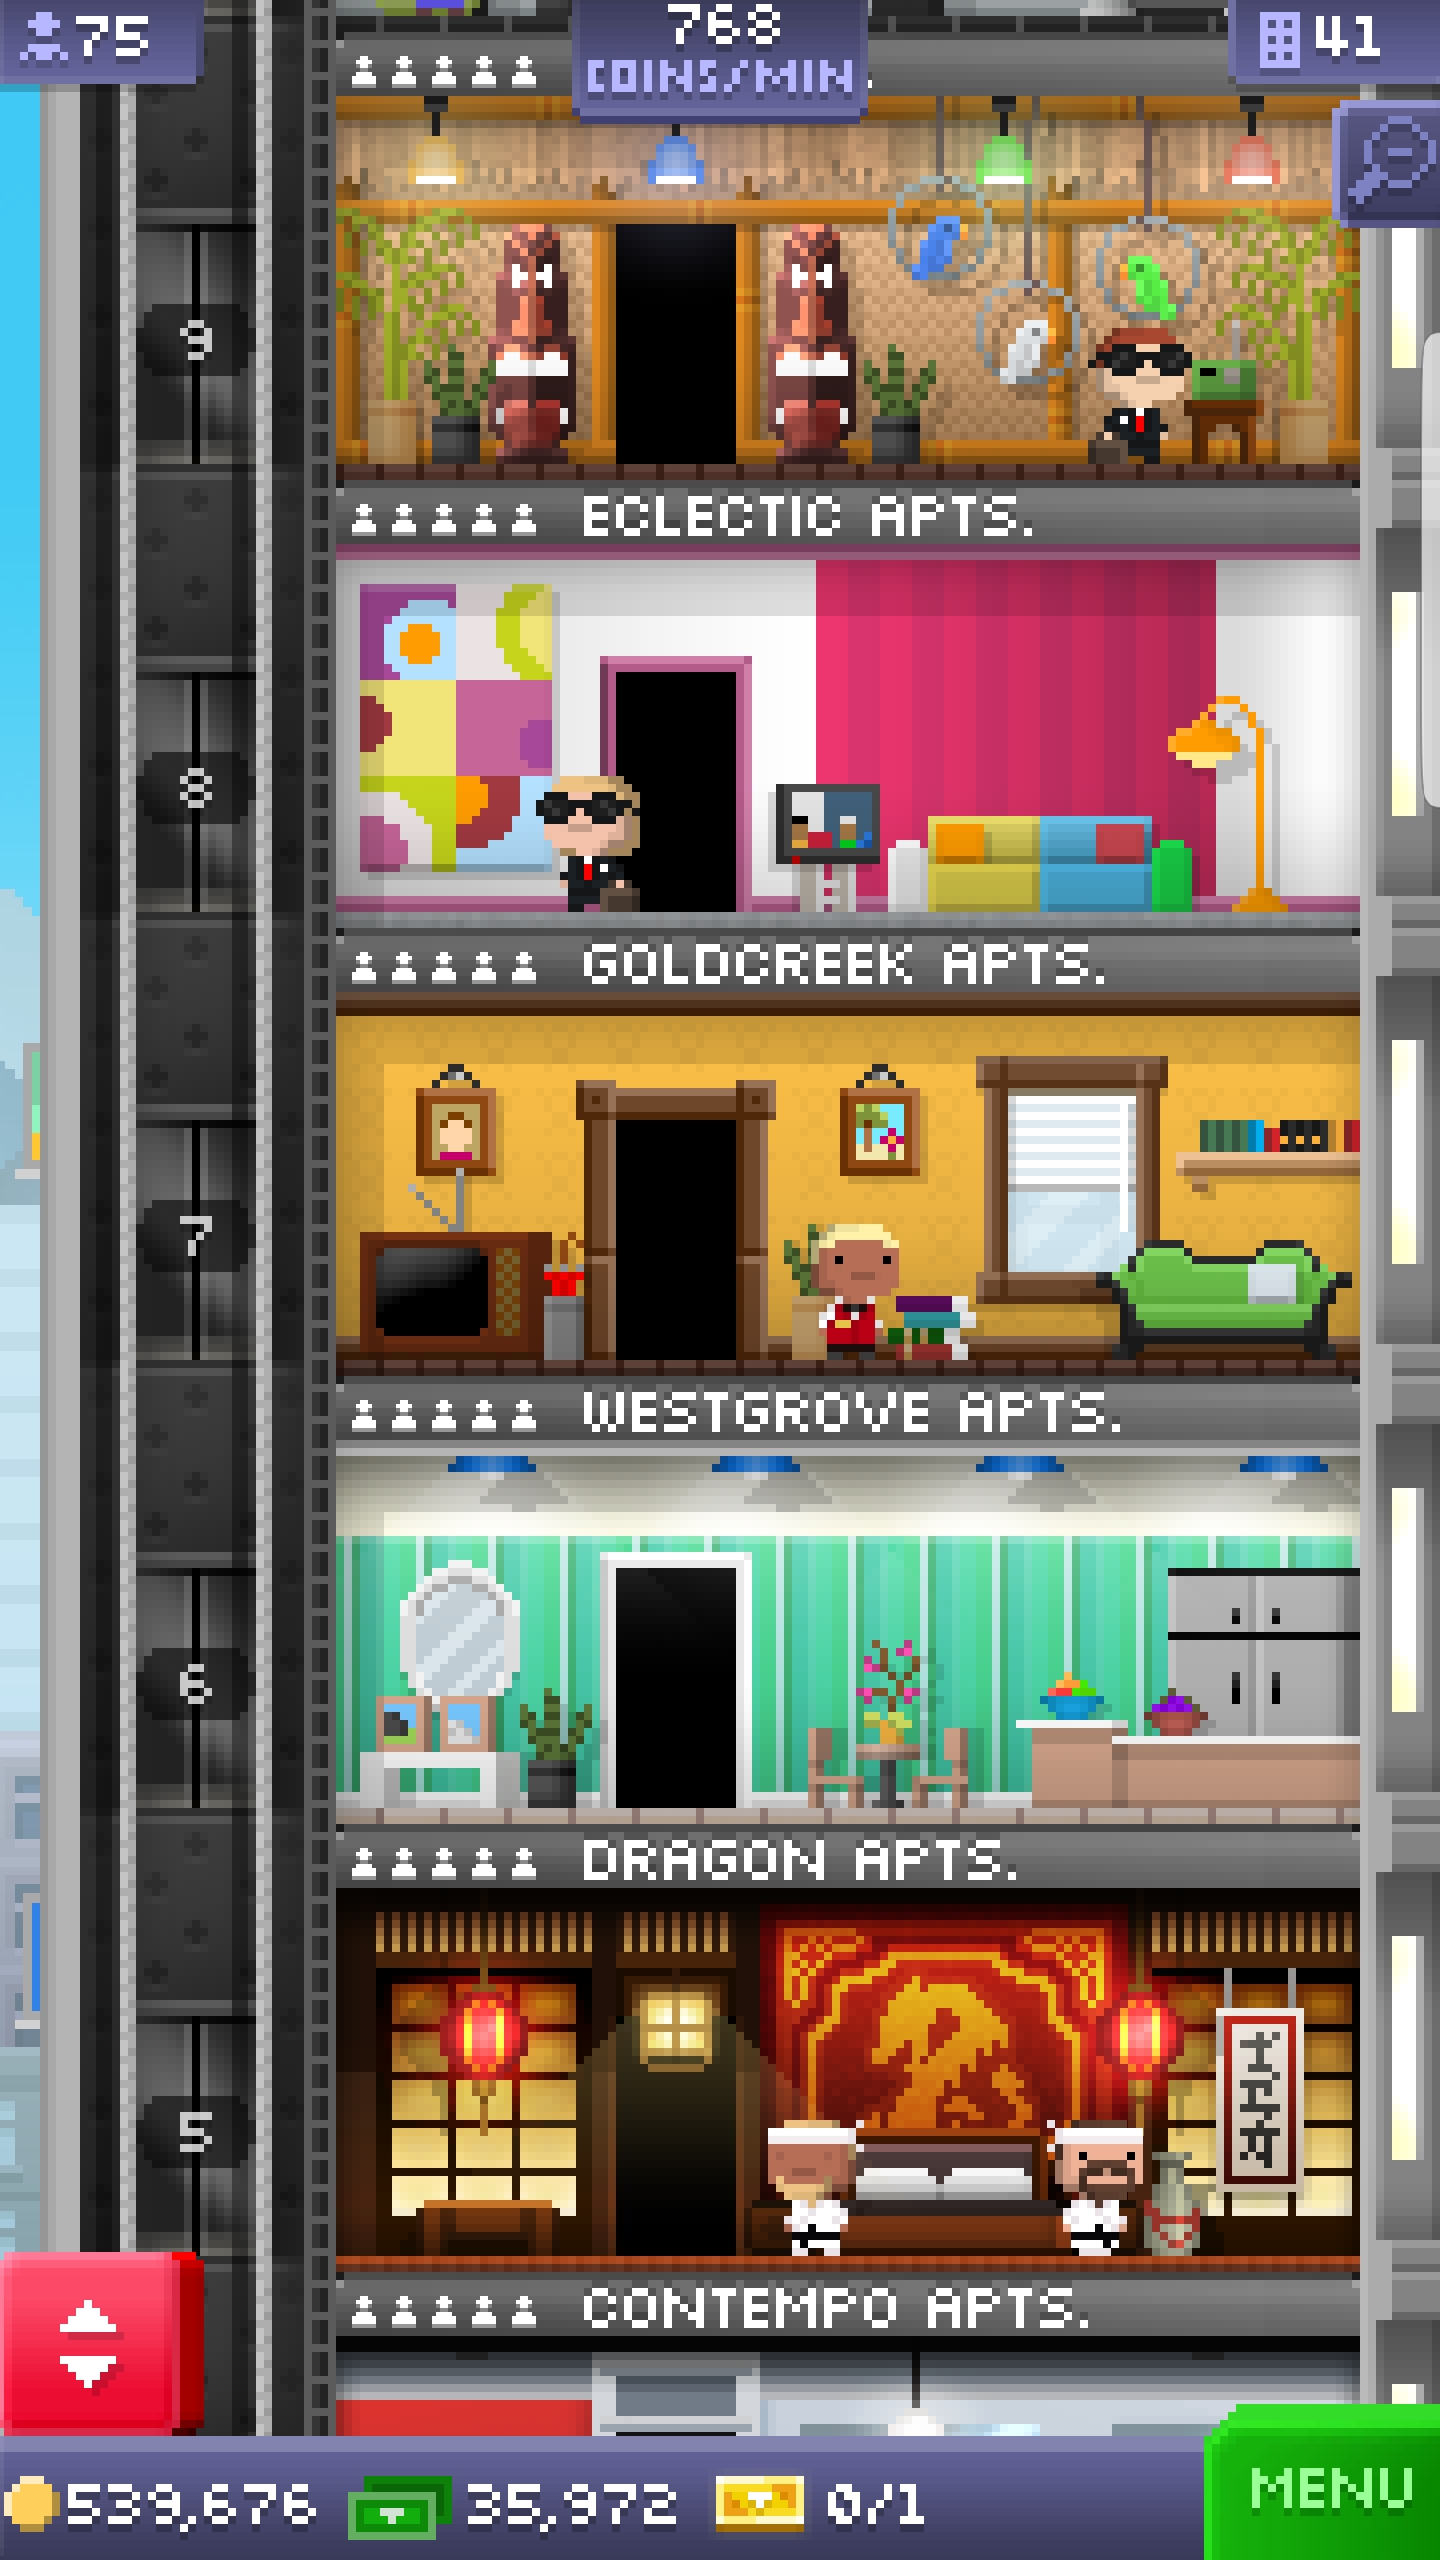 75
768
COINS/MIN.
41
9
ECLECTIC APTS.
8
GOLDCREEK APTS.
7
WESTGROVE APTS.
6
DRAGON APTS.
5
CONTEMPO APTS.
539,676
35,972
0/1
MENU